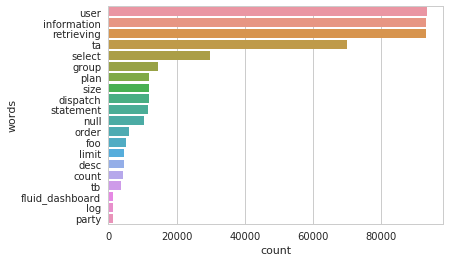 user
information
retrieving
ta
select
group
plan
size
dispatch
statement
null
order
foo
limit
desc
count
tb
fluid_dashboard
log
party
words
0 20000 40000 60000 80000
count